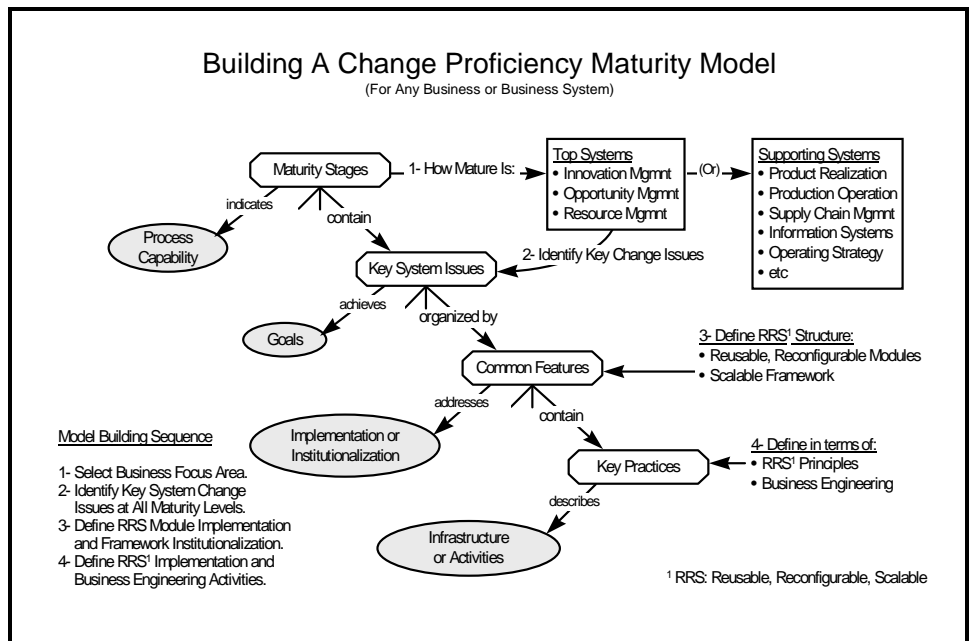 Building A Change Proficiency Maturity Model
(For Any Business or Business System)
Maturity Stages
1- How Mature Is:
Top Systems
• Innovation Mgmnt
• Opportunity Mgmnt
• Resource Mgmnt
(Or)
Supporting Systems
• Product Realization
• Production Operation
• Supply Chain Mgmnt
• Information Systems
• Operating Strategy
• etc
indicates
contain
Process
Capability
2- Identify Key Change Issues
Key System Issues
achieves
organized by
Goals
3- Define RRS¹ Structure:
• Reusable, Reconfigurable Modules
• Scalable Framework
Common Features
addresses
contain
Implementation or
Institutionalization
4- Define in terms of:
• RRS¹ Principles
• Business Engineering
Key Practices
describes
Infrastructure
or Activities
Model Building Sequence
1- Select Business Focus Area.
2- Identify Key System Change
Issues at All Maturity Levels.
3- Define RRS Module Implementation
and Framework Institutionalization.
4- Define RRS¹ Implementation and
Business Engineering Activities.
¹ RRS: Reusable, Reconfigurable, Scalable